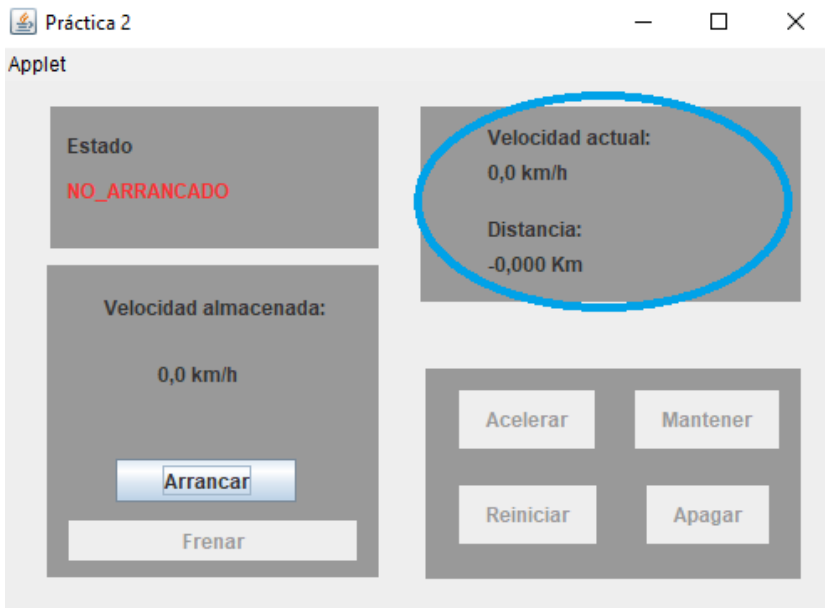 Práctica 2
Applet
Estado
NO_ARRANCADO
Velocidad actual:
0,0 km/h
Distancia:
-0,000 Km
Velocidad almacenada:
0,0 km/h
Arrancar
Frenar
Acelerar
Mantener
Reiniciar
Apagar